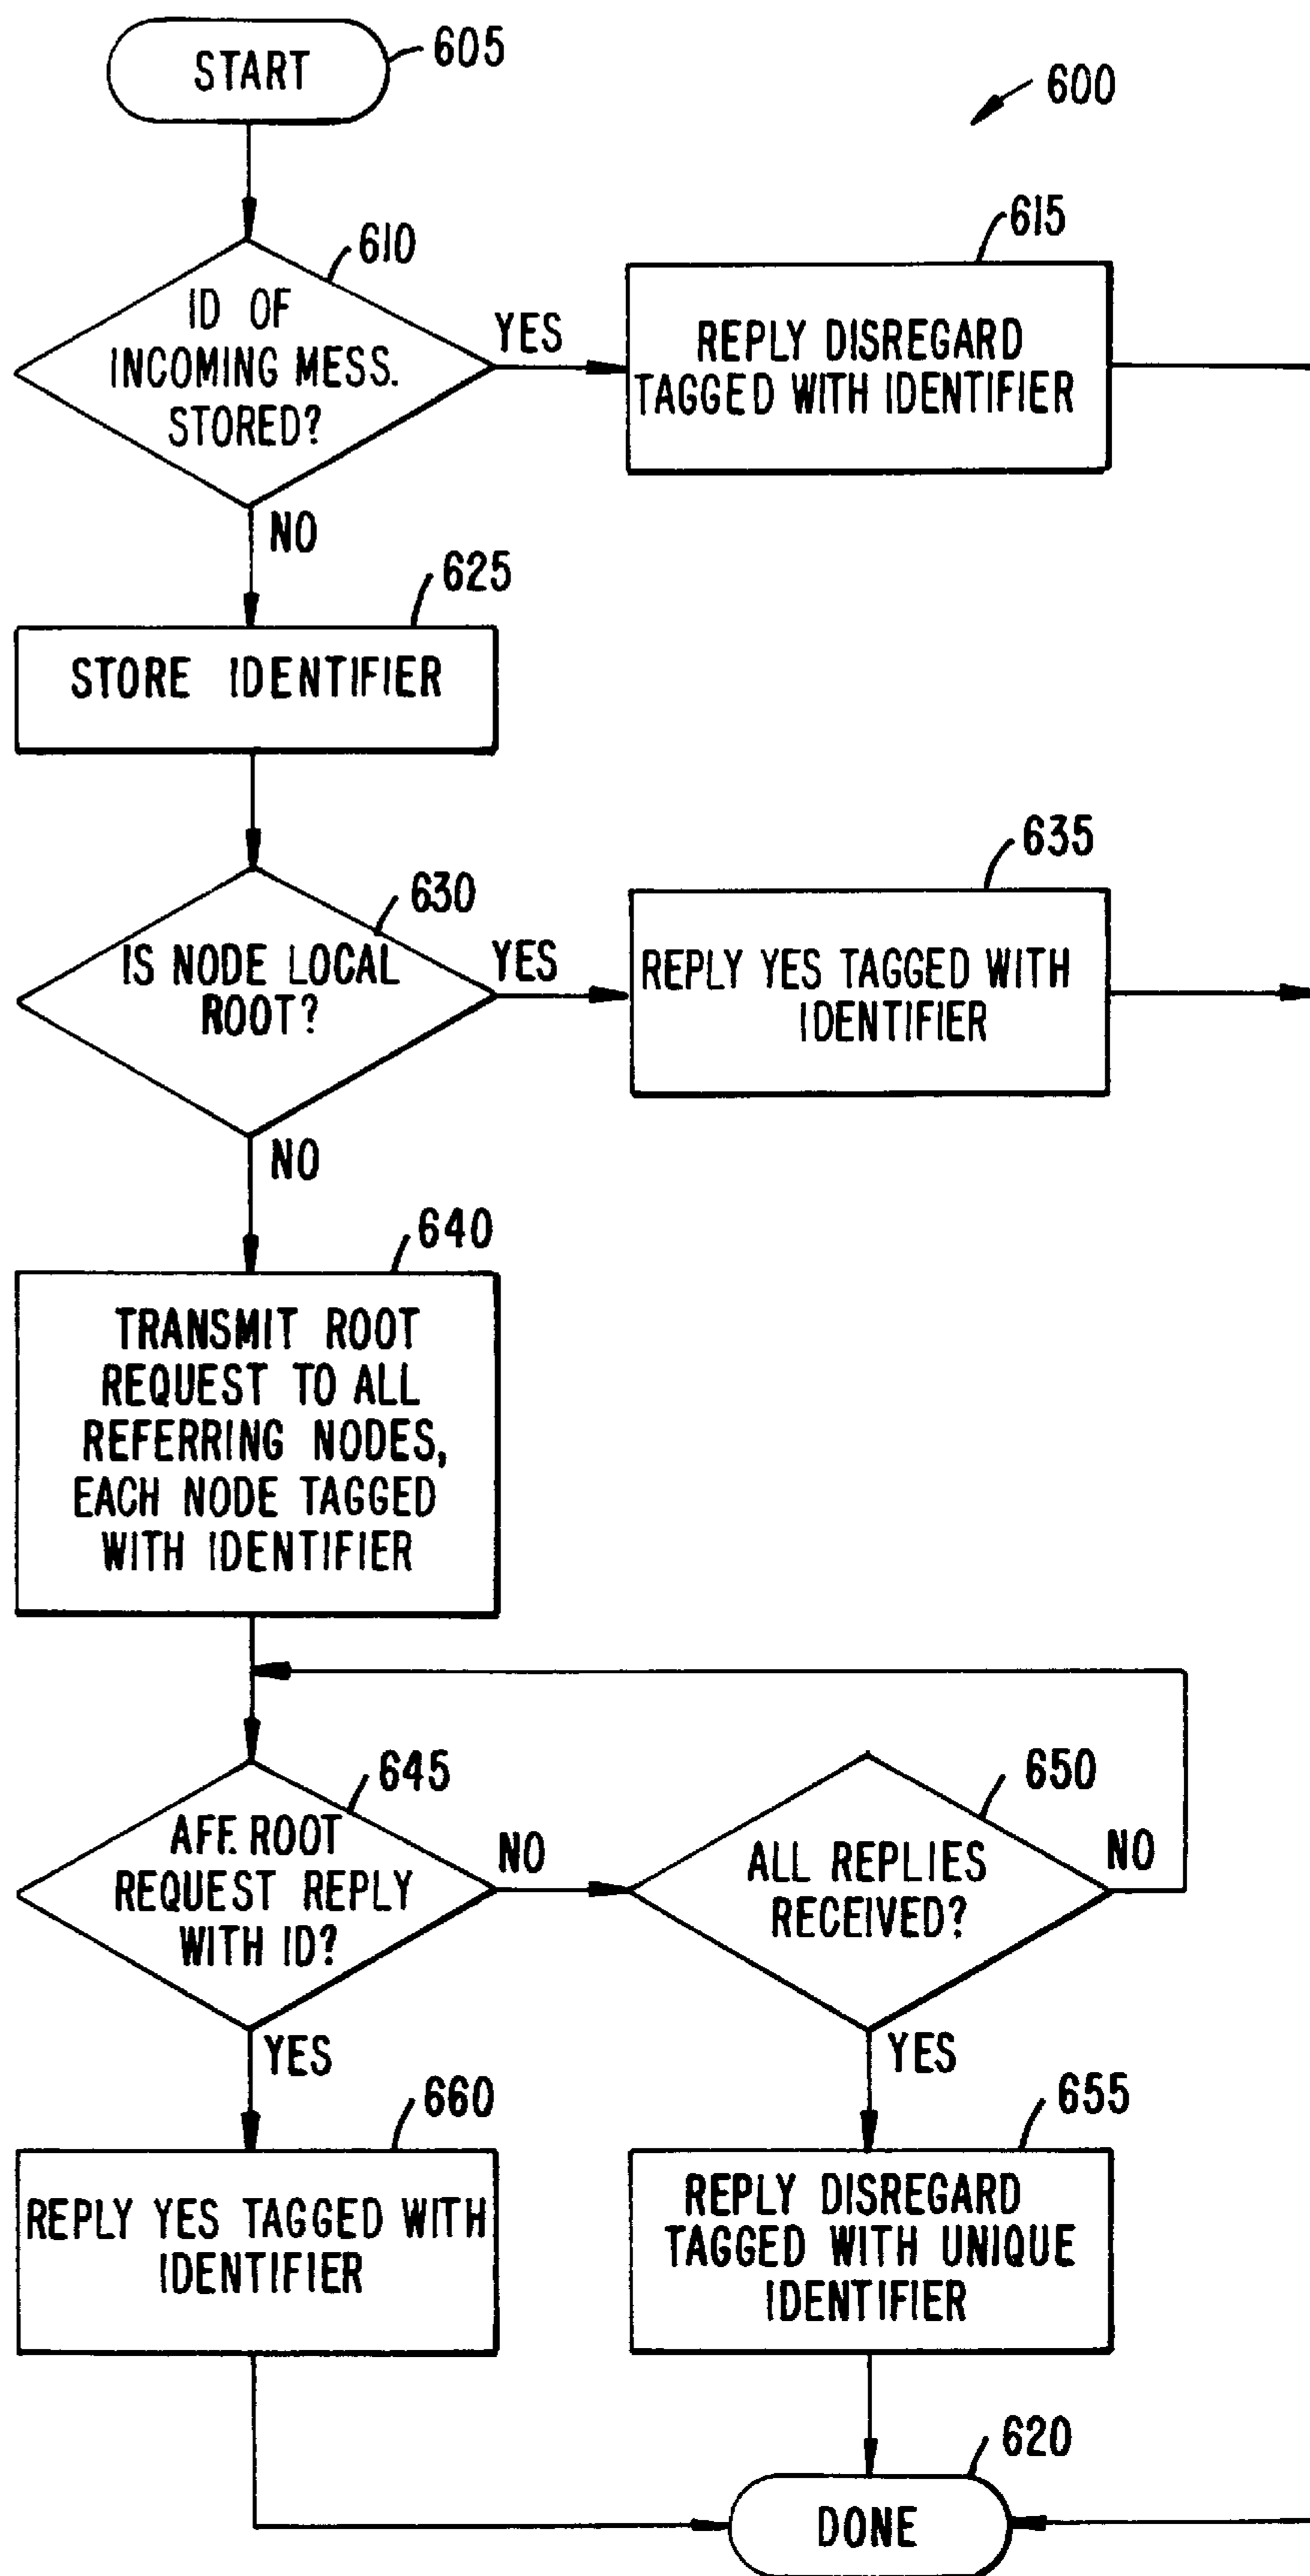 START
605
600
610
ID OF
INCOMING MESS.
STORED?
YES
NO
615
REPLY DISREGARD
TAGGED WITH IDENTIFIER
625
STORE IDENTIFIER
630
IS NODE LOCAL
ROOT?
YES
NO
635
REPLY YES TAGGED WITH
IDENTIFIER
640
TRANSMIT ROOT
REQUEST TO ALL
REFERRING NODES,
EACH NODE TAGGED
WITH IDENTIFIER
645
AFF. ROOT
REQUEST REPLY
WITH ID?
NO
YES
650
ALL REPLIES
RECEIVED?
NO
YES
660
REPLY YES TAGGED WITH
IDENTIFIER
655
REPLY DISREGARD
TAGGED WITH UNIQUE
IDENTIFIER
620
DONE